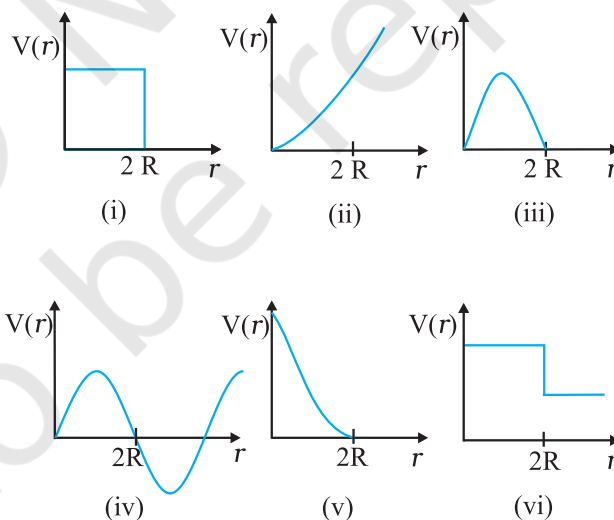 V(r) V(r) V(r)
2 R r 2 R r 2 R r
(i) (ii) (iii)
V(r) V(r) V(r)
2R r 2R r 2R r
(iv) (v) (vi)